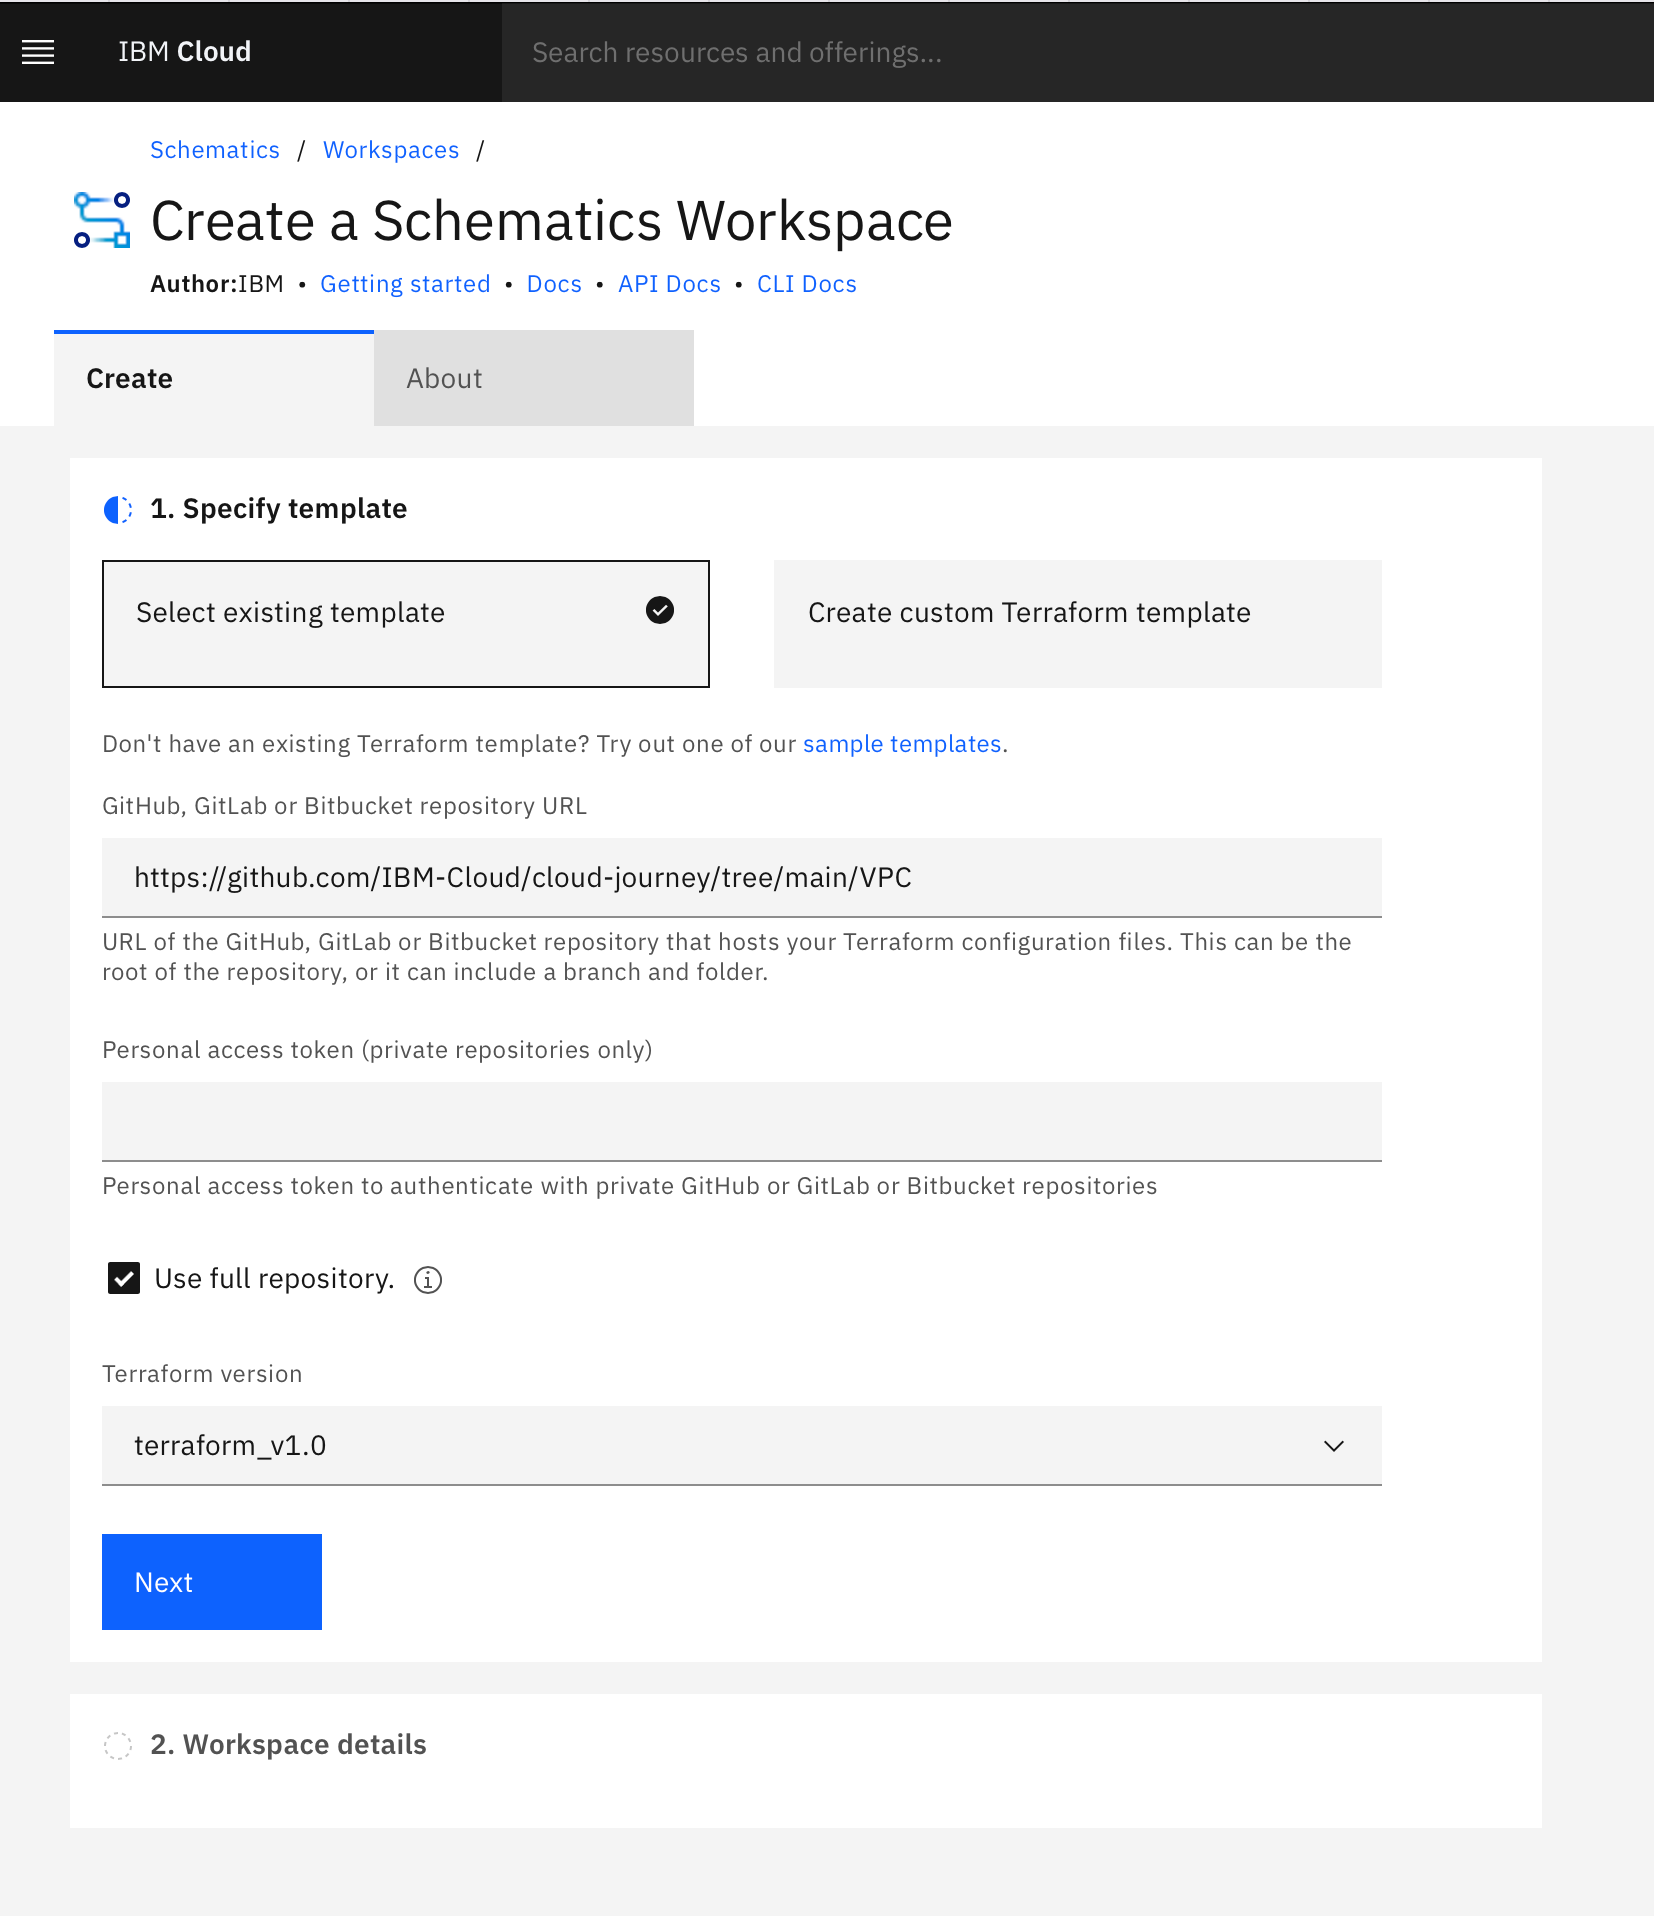 IBM Cloud
Search resources and offerings...
Schematics / Workspaces /
Create a Schematics Workspace
Author:IBM • Getting started • Docs • API Docs • CLI Docs
Create
About
1. Specify template
Select existing template
Create custom Terraform template
Don't have an existing Terraform template? Try out one of our sample templates.
GitHub, GitLab or Bitbucket repository URL
https://github.com/IBM-Cloud/cloud-journey/tree/main/VPC
URL of the GitHub, GitLab or Bitbucket repository that hosts your Terraform configuration files. This can be the
root of the repository, or it can include a branch and folder.
Personal access token (private repositories only)
Personal access token to authenticate with private GitHub or GitLab or Bitbucket repositories
Use full repository.
Terraform version
terraform_v1.0
Next
2. Workspace details